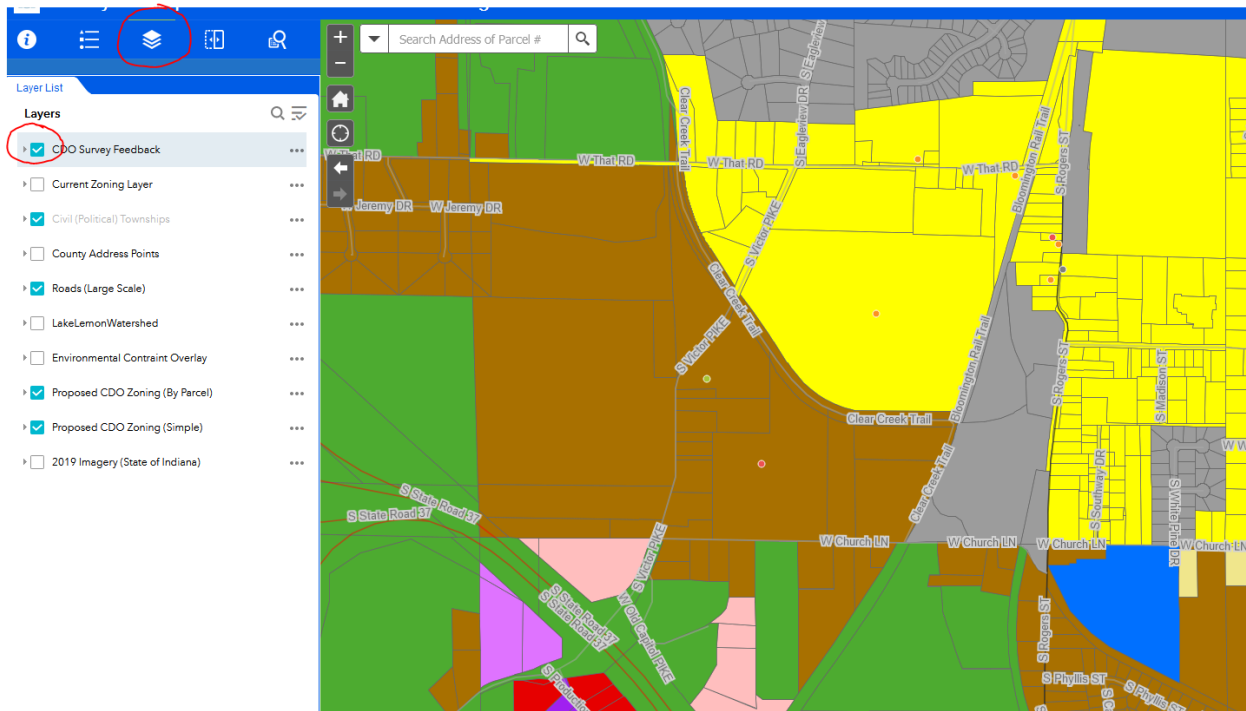 Search Address of Parcel #
Layer List
Layers
CDO Survey Feedback
Current Zoning Layer
Civil (Political) Townships
County Address Points
Roads (Large Scale)
LakeLemonWatershed
Environmental Contraint Overlay
Proposed CDO Zoning (By Parcel)
Proposed CDO Zoning (Simple)
2019 Imagery (State of Indiana)
S Eagleview DR
Clear Creek Trail
Bloomington Rail Trail
S Rogers ST
W That RD
W That RD
W That-RD
W That-RD
S Eagleview DR
W Jeremy DR
W Jeremy DR
S Victor PIKE
Clear Creek Trail
S Victor PIKE
Bloomington Rail Trail
S Rogers ST
S Madison ST
Clear Creek Trail
Clear Creek Trail
S Southway DR
S White Pine DR
S State Road 37
S State Road 37
W Church LN
W Church LN
W Church LN
W Church LN
S Victor PIKE
W Old Capitol PIKE
S State Road 37
S State Road 37
S Rogers ST
S Phyllis ST
S Phyllis ST